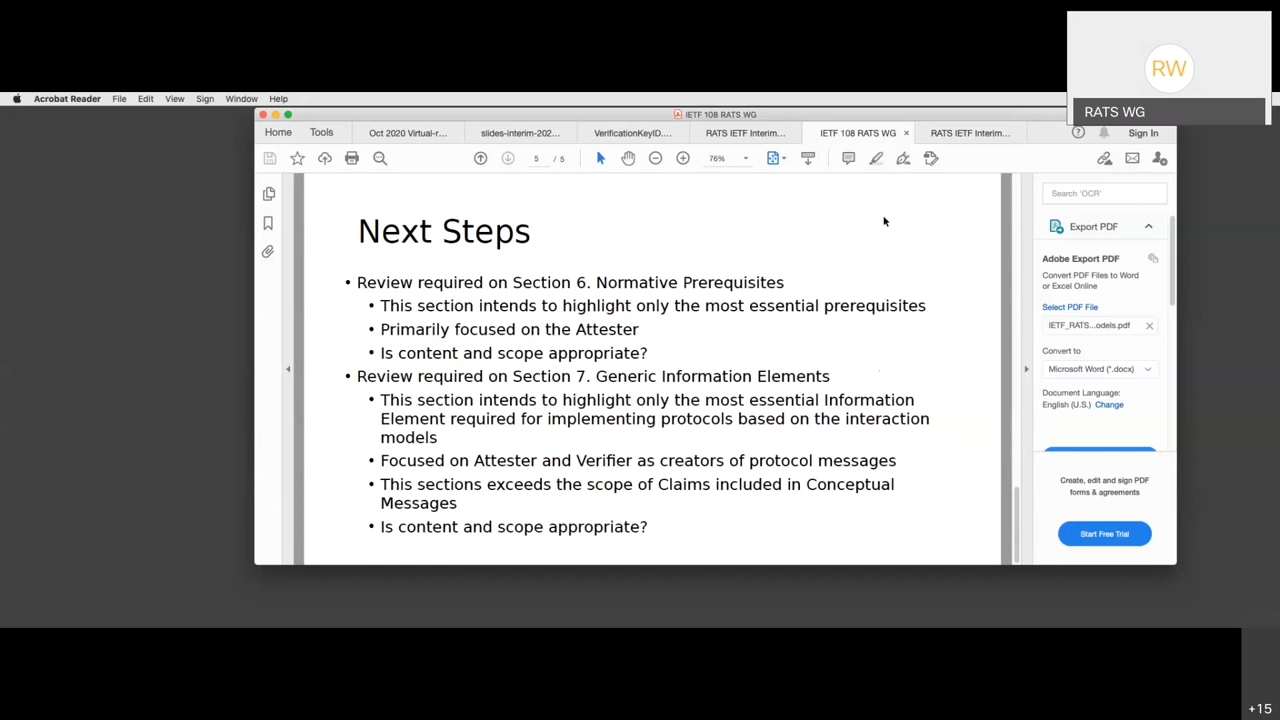 RW
RATS WG
Acrobat Reader File Edit View Sign Window Help
IETF 108 RATS WG
Home Tools Oct 2020 Virtual-r... slides-interim-202... VerificationKeyID.... RATS IETF Interim... IETF 108 RATS WG × RATS IETF Interim... Sign In
5 / 5 76%
Search 'OCR'
Export PDF
Adobe Export PDF
Convert PDF Files to Word
or Excel Online
Select PDF File
IETF_RATS...odels.pdf
Convert to
Microsoft Word (*.docx)
Document Language:
English (U.S.) Change
Create, edit and sign PDF
forms & agreements
Start Free Trial
Next Steps
• Review required on Section 6. Normative Prerequisites
• This section intends to highlight only the most essential prerequisites
• Primarily focused on the Attester
• Is content and scope appropriate?
• Review required on Section 7. Generic Information Elements
• This section intends to highlight only the most essential Information
Element required for implementing protocols based on the interaction
models
• Focused on Attester and Verifier as creators of protocol messages
• This sections exceeds the scope of Claims included in Conceptual
Messages
• Is content and scope appropriate?
+15